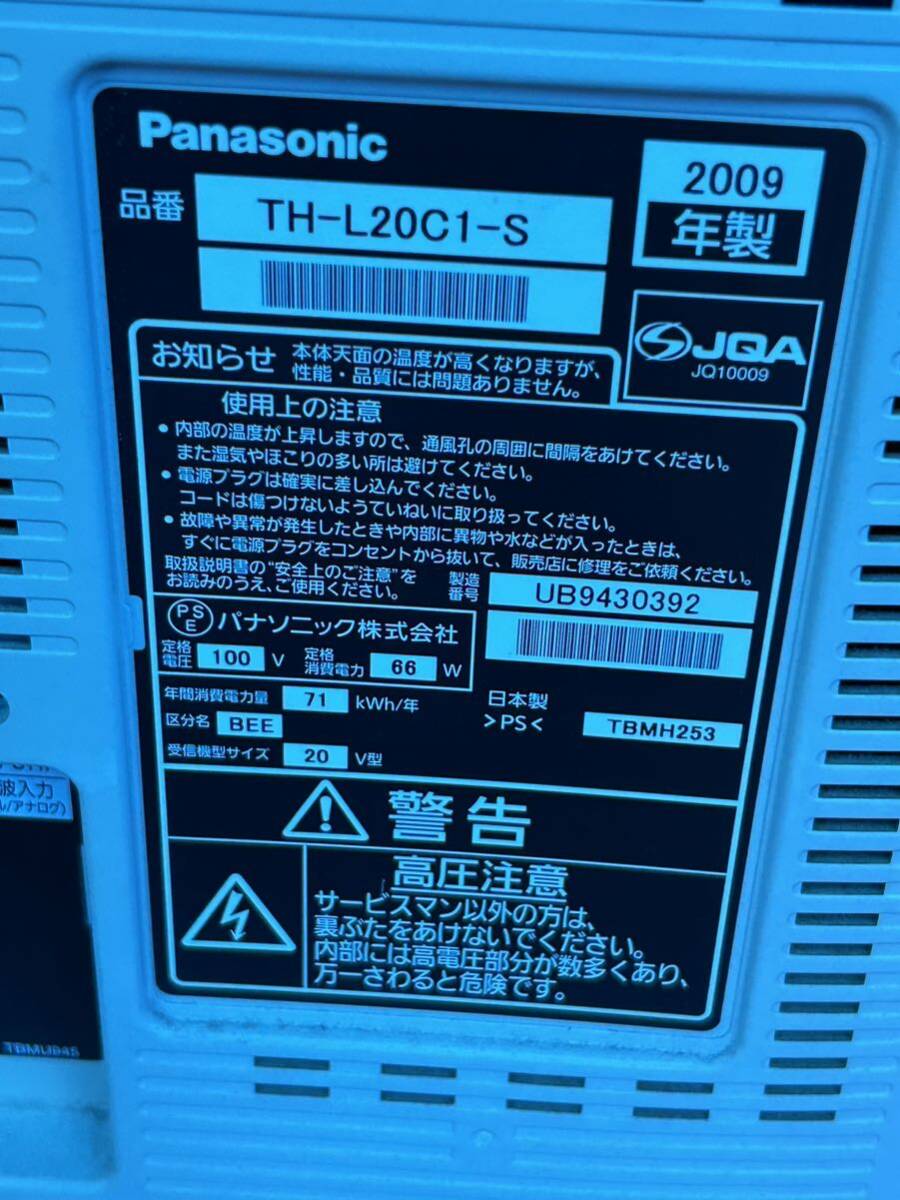 Panasonic
品番 TH-L20C1-S
2009
年製
JQA
JQ10009
お知らせ 本体天面の温度が高くなりますが、
性能・品質には問題ありません。
使用上の注意
• 内部の温度が上昇しますので、通風孔の周囲に間隔をあけてください。
また湿気やほこりの多い所は避けてください。
• 電源プラグは確実に差し込んでください。
コードは傷つけないようていねいに取り扱ってください。
• 故障や異常が発生したときや内部に異物や水などが入ったときは、
すぐに電源プラグをコンセントから抜いて、販売店に修理をご依頼ください。
取扱説明書の"安全上のご注意"を
お読みのうえ、ご使用ください。
製造
番号 UB9430392
PSE パナソニック株式会社
定格
電圧 100 V 定格
消費電力 66 W
年間消費電力量 71 kWh/年
区分名 BEE
受信機型サイズ 20 V型
日本製
>PS< TBMH253
警告
高圧注意
サービスマン以外の方は、
裏ぶたをあけないでください。
内部には高電圧部分が数多くあり、
万一さわると危険です。
波入力
ル/アナログ)
TBMU945